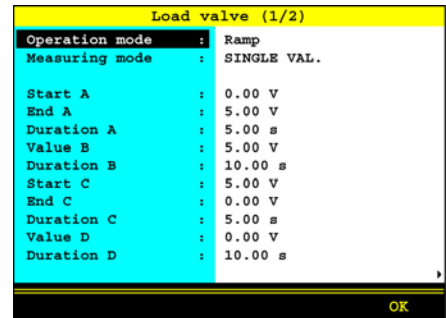 Load valve (1/2)
Operation mode : Ramp
Measuring mode : SINGLE VAL.
Start A : 0.00 V
End A : 5.00 V
Duration A : 5.00 s
Value B : 5.00 V
Duration B : 10.00 s
Start C : 5.00 V
End C : 0.00 V
Duration C : 5.00 s
Value D : 0.00 V
Duration D : 10.00 s
OK